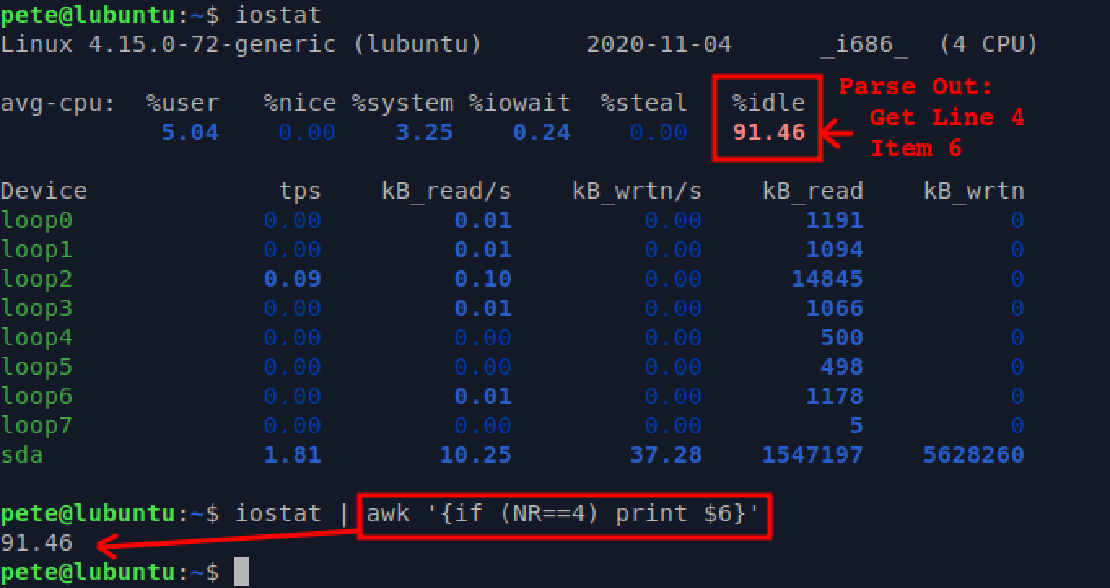 pete@lubuntu:~$ iostat
Linux 4.15.0-72-generic (lubuntu) 2020-11-04 _i686_ (4 CPU)
avg-cpu: %user %nice %system %iowait %steal %idle
5.04 0.00 3.25 0.24 0.00 91.46
Parse Out:
Get Line 4
Item 6
Device tps kB_read/s kB_wrtn/s kB_read kB_wrtn
loop0 0.00 0.01 0.00 1191 0
loop1 0.00 0.01 0.00 1094 0
loop2 0.09 0.10 0.00 14845 0
loop3 0.00 0.01 0.00 1066 0
loop4 0.00 0.00 0.00 500 0
loop5 0.00 0.00 0.00 498 0
loop6 0.00 0.01 0.00 1178 0
loop7 0.00 0.00 0.00 5 0
sda 1.81 10.25 37.28 1547197 5628260
pete@lubuntu:~$ iostat | awk '{if (NR==4) print $6}'
91.46
pete@lubuntu:~$